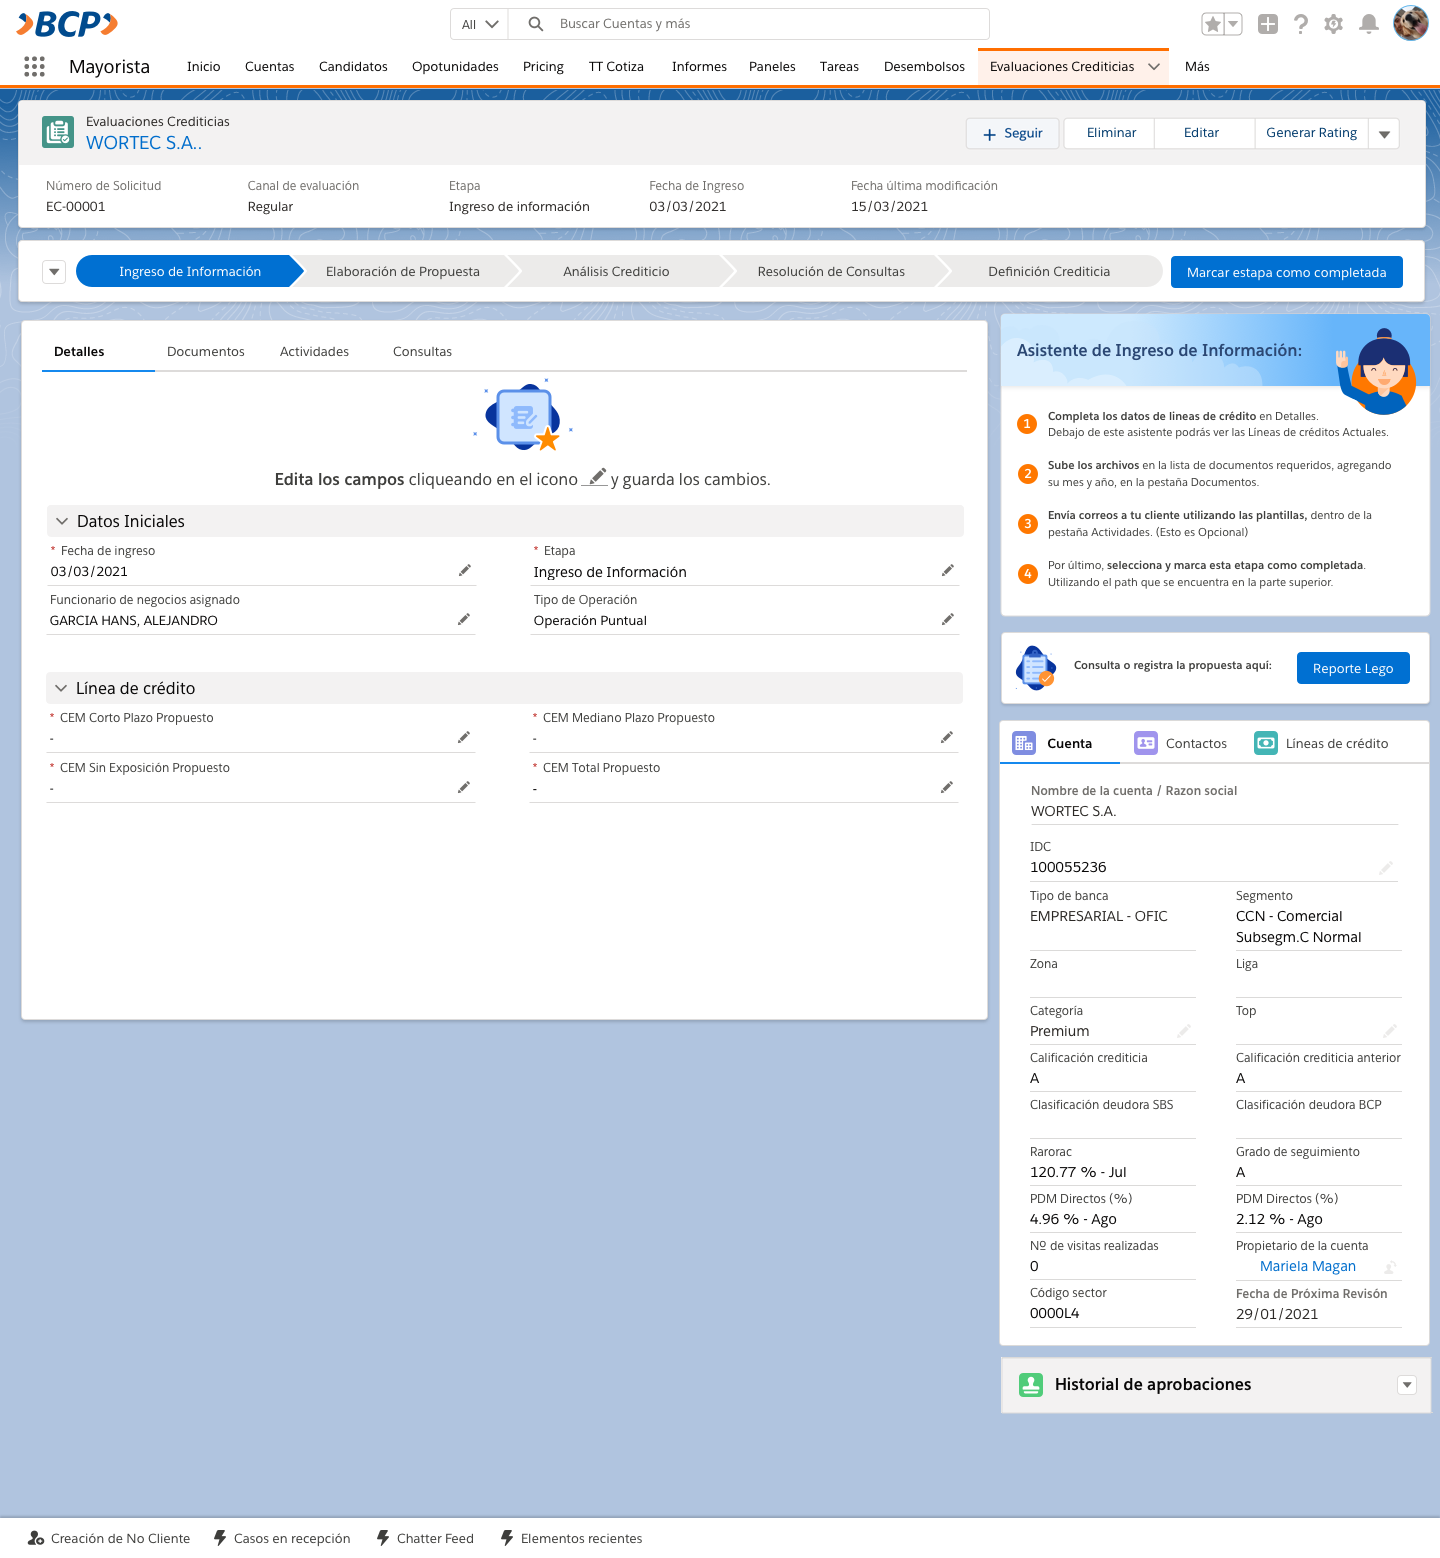 BCP
All
Buscar Cuentas y más
Mayorista
Inicio
Cuentas
Candidatos
Opotunidades
Pricing
TT Cotiza
Informes
Paneles
Tareas
Desembolsos
Evaluaciones Crediticias
Más
Evaluaciones Crediticias
WORTEC S.A..
Seguir
Eliminar
Editar
Generar Rating
Número de Solicitud
EC-00001
Canal de evaluación
Regular
Etapa
Ingreso de información
Fecha de Ingreso
03/03/2021
Fecha última modificación
15/03/2021
Ingreso de Información
Elaboración de Propuesta
Análisis Crediticio
Resolución de Consultas
Definición Crediticia
Marcar estapa como completada
Detalles
Documentos
Actividades
Consultas
Edita los campos cliqueando en el icono y guarda los cambios.
Datos Iniciales
* Fecha de ingreso
03/03/2021
* Etapa
Ingreso de Información
Funcionario de negocios asignado
GARCIA HANS, ALEJANDRO
Tipo de Operación
Operación Puntual
Línea de crédito
* CEM Corto Plazo Propuesto
-
* CEM Mediano Plazo Propuesto
-
* CEM Sin Exposición Propuesto
-
* CEM Total Propuesto
-
Asistente de Ingreso de Información:
1
Completa los datos de lineas de crédito en Detalles.
Debajo de este asistente podrás ver las Líneas de créditos Actuales.
2
Sube los archivos en la lista de documentos requeridos, agregando
su mes y año, en la pestaña Documentos.
3
Envía correos a tu cliente utilizando las plantillas, dentro de la
pestaña Actividades. (Esto es Opcional)
4
Por último, selecciona y marca esta etapa como completada.
Utilizando el path que se encuentra en la parte superior.
Consulta o registra la propuesta aquí:
Reporte Lego
Cuenta
Contactos
Líneas de crédito
Nombre de la cuenta / Razon social
WORTEC S.A.
IDC
100055236
Tipo de banca
EMPRESARIAL - OFIC
Segmento
CCN - Comercial
Subsegm.C Normal
Zona
Liga
Categoría
Premium
Top
Calificación crediticia
A
Calificación crediticia anterior
A
Clasificación deudora SBS
Clasificación deudora BCP
Rarorac
120.77 % - Jul
Grado de seguimiento
A
PDM Directos (%)
4.96 % - Ago
PDM Directos (%)
2.12 % - Ago
Nº de visitas realizadas
0
Propietario de la cuenta
Mariela Magan
Código sector
0000L4
Fecha de Próxima Revisón
29/01/2021
Historial de aprobaciones
Creación de No Cliente
Casos en recepción
Chatter Feed
Elementos recientes